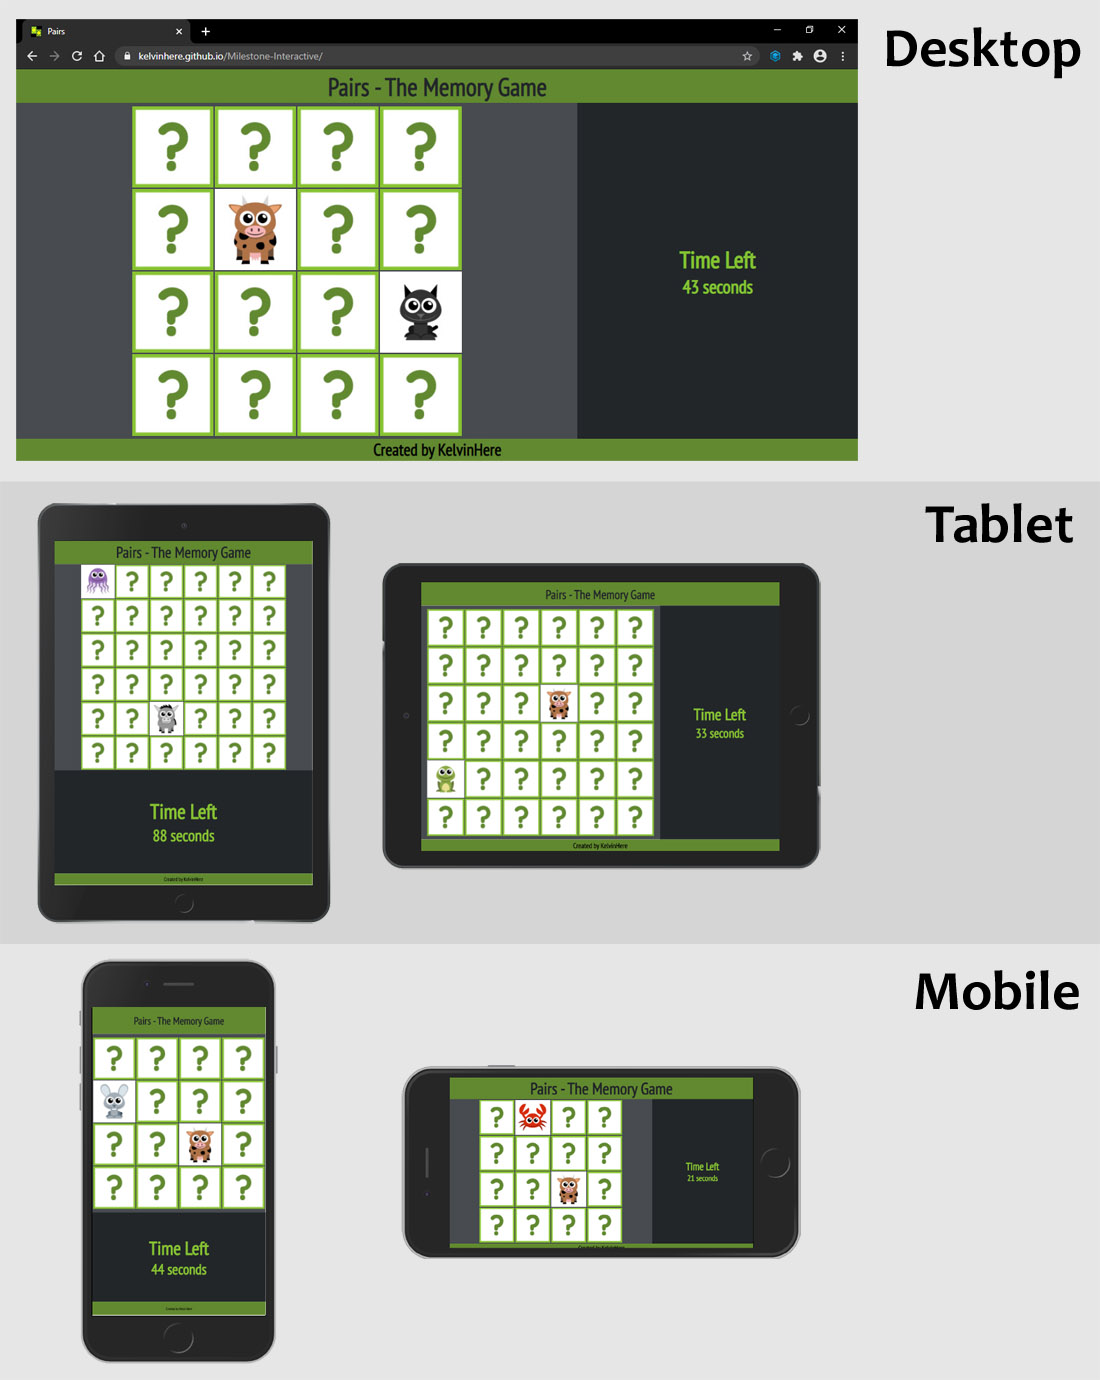 Pairs
kelvinhere.github.io/Milestone-Interactive/
Desktop
Pairs - The Memory Game
? ? ? ?
? ? ?
Time Left
43 seconds
? ? ?
? ? ? ?
Created by KelvinHere
Tablet
Pairs - The Memory Game
? ? ? ? ?
? ? ? ? ? ?
? ? ? ? ? ?
? ? ? ? ? ?
? ? ? ? ?
? ? ? ? ? ?
Time Left
88 seconds
Created by KelvinHere
Pairs - The Memory Game
? ? ? ? ? ?
? ? ? ? ? ?
? ? ? ? ?
? ? ? ? ? ?
? ? ? ? ?
? ? ? ? ? ?
Time Left
33 seconds
Created by KelvinHere
Mobile
Pairs - The Memory Game
? ? ? ?
? ? ?
? ? ?
? ? ? ?
Time Left
44 seconds
Created by KelvinHere
Pairs - The Memory Game
? ? ?
? ? ? ?
? ? ?
? ? ? ?
Time Left
21 seconds
Created by KelvinHere